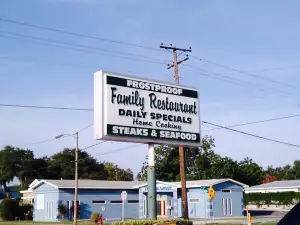 FROSTPROOF
Family Restaurant
DAILY SPECIALS
Home Cooking
STEAKS & SEAFOOD